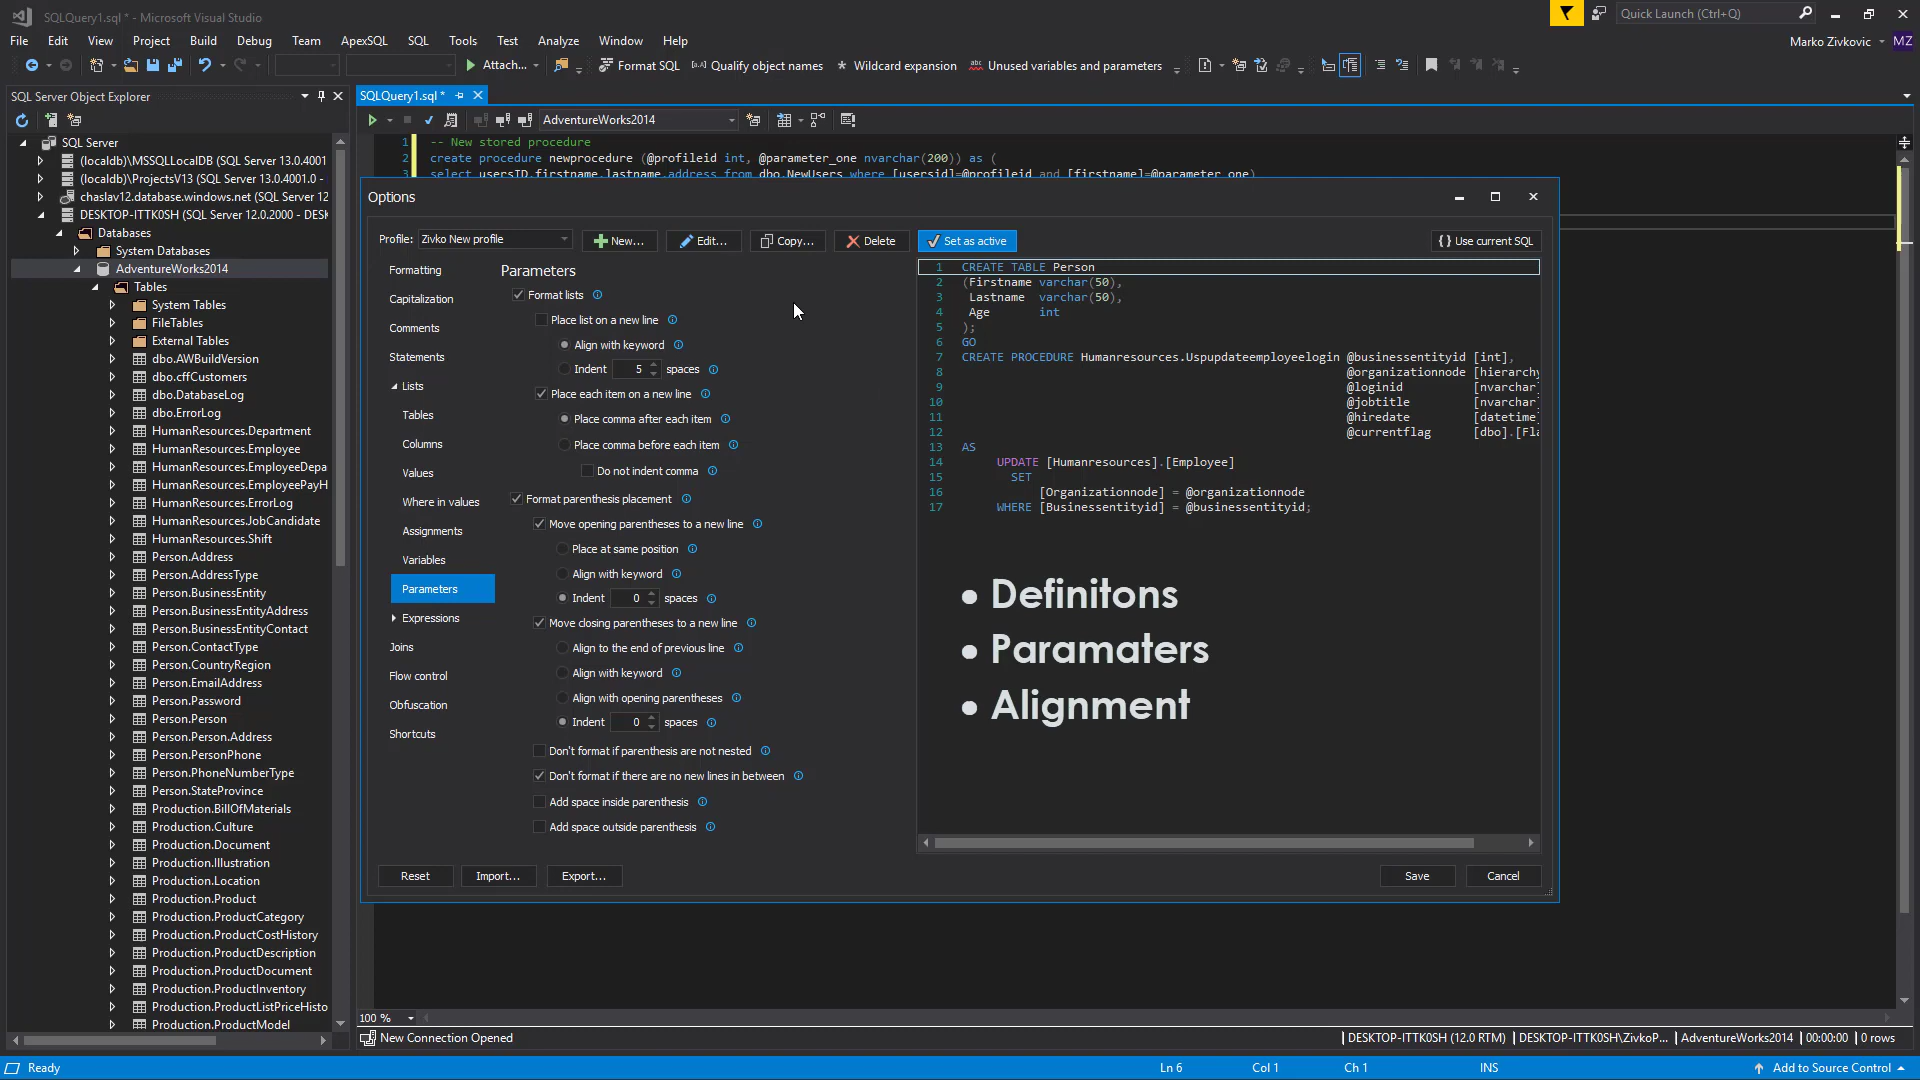 SQLQuery1.sql * - Microsoft Visual Studio
Quick Launch (Ctrl+Q)
File Edit View Project Build Debug Team ApexSQL SQL Tools Test Analyze Window Help
Marko Zivkovic MZ
Attach... Format SQL Qualify object names Wildcard expansion Unused variables and parameters
SQL Server Object Explorer
SQLQuery1.sql *
AdventureWorks2014
SQL Server
(localdb)\MSSQLLocalDB (SQL Server 13.0.4001
(localdb)\ProjectsV13 (SQL Server 13.0.4001.0 -
chaslav12.database.windows.net (SQL Server 12
DESKTOP-ITTK0SH (SQL Server 12.0.2000 - DESK
Databases
System Databases
AdventureWorks2014
Tables
System Tables
FileTables
External Tables
dbo.AWBuildVersion
dbo.cffCustomers
dbo.DatabaseLog
dbo.ErrorLog
HumanResources.Department
HumanResources.Employee
HumanResources.EmployeeDepa
HumanResources.EmployeePayH
HumanResources.ErrorLog
HumanResources.JobCandidate
HumanResources.Shift
Person.Address
Person.AddressType
Person.BusinessEntity
Person.BusinessEntityAddress
Person.BusinessEntityContact
Person.ContactType
Person.CountryRegion
Person.EmailAddress
Person.Password
Person.Person
Person.Person.Address
Person.PersonPhone
Person.PhoneNumberType
Person.StateProvince
Production.BillOfMaterials
Production.Culture
Production.Document
Production.Illustration
Production.Location
Production.Product
Production.ProductCategory
Production.ProductCostHistory
Production.ProductDescription
Production.ProductDocument
Production.ProductInventory
Production.ProductListPriceHisto
Production.ProductModel
1 -- New stored procedure
2 create procedure newprocedure (@profileid int, @parameter_one nvarchar(200)) as (
3 select usersID,firstname,lastname,address from dbo.NewUsers where [usersid]=@profileid and [firstname]=@parameter_one)
Options
Profile: Zivko New profile New... Edit... Copy... Delete Set as active { } Use current SQL
Formatting
Capitalization
Comments
Statements
Lists
Tables
Columns
Values
Where in values
Assignments
Variables
Parameters
Expressions
Joins
Flow control
Obfuscation
Shortcuts
Parameters
Format lists
Place list on a new line
Align with keyword
Indent 5 spaces
Place each item on a new line
Place comma after each item
Place comma before each item
Do not indent comma
Format parenthesis placement
Move opening parentheses to a new line
Place at same position
Align with keyword
Indent 0 spaces
Move closing parentheses to a new line
Align to the end of previous line
Align with keyword
Align with opening parentheses
Indent 0 spaces
Don't format if parenthesis are not nested
Don't format if there are no new lines in between
Add space inside parenthesis
Add space outside parenthesis
1 CREATE TABLE Person
2 (Firstname varchar(50),
3 Lastname varchar(50),
4 Age int
5 );
6 GO
7 CREATE PROCEDURE Humanresources.Uspupdateemployeelogin @businessentityid [int],
8 @organizationnode [hierarchy
9 @loginid [nvarchar]
10 @jobtitle [nvarchar]
11 @hiredate [datetime]
12 @currentflag [dbo].[Fla
13 AS
14 UPDATE [Humanresources].[Employee]
15 SET
16 [Organizationnode] = @organizationnode
17 WHERE [Businessentityid] = @businessentityid;
• Definitons
• Paramaters
• Alignment
Reset Import... Export... Save Cancel
100 %
New Connection Opened DESKTOP-ITTK0SH (12.0 RTM) DESKTOP-ITTK0SH\ZivkoP... AdventureWorks2014 00:00:00 0 rows
Ready Ln 6 Col 1 Ch 1 INS Add to Source Control